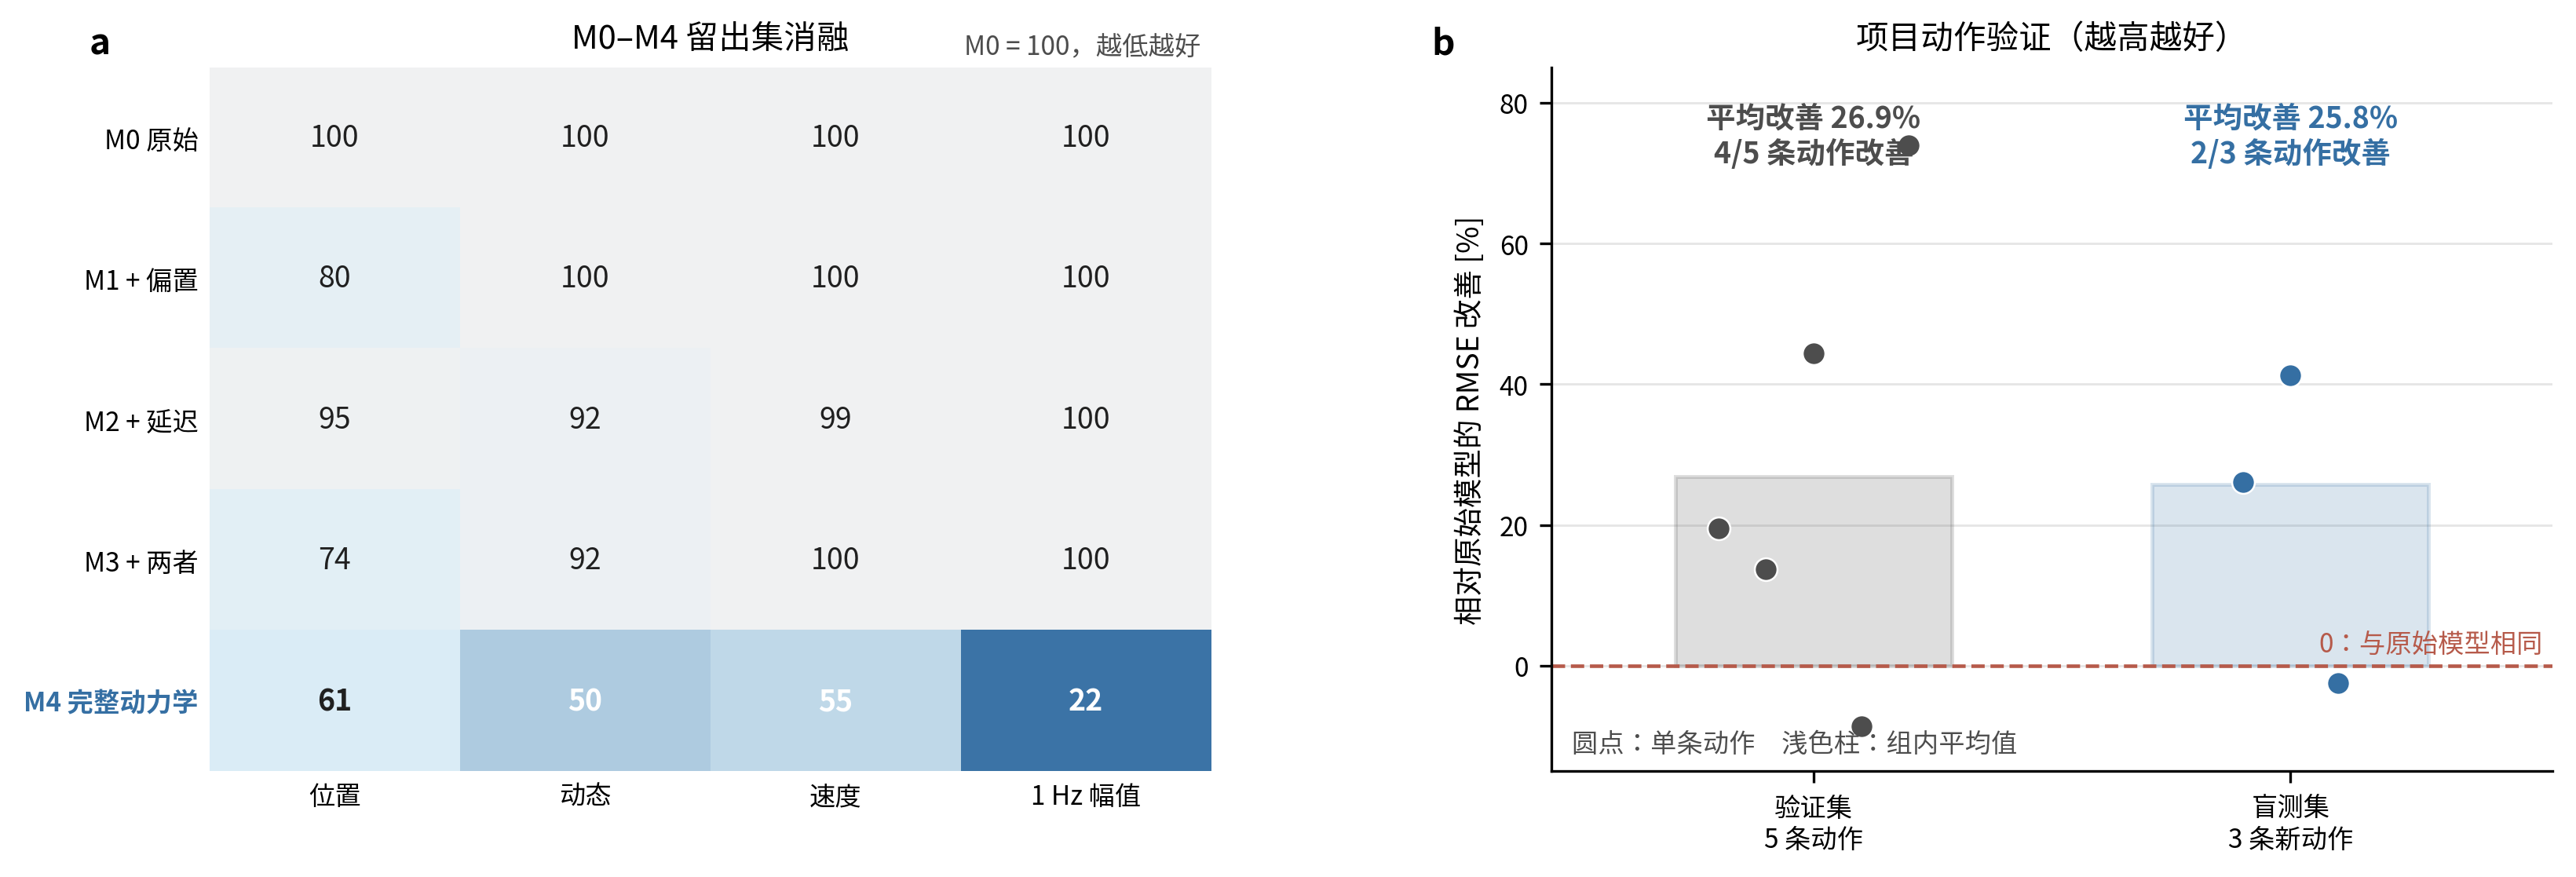 a
M0–M4 留出集消融
M0 = 100，越低越好
M0 原始
100 100 100 100
M1 + 偏置
80 100 100 100
M2 + 延迟
95 92 99 100
M3 + 两者
74 92 100 100
M4 完整动力学
61 50 55 22
位置 动态 速度 1 Hz 幅值
b
项目动作验证（越高越好）
相对原始模型的 RMSE 改善 [%]
80
60
40
20
0
平均改善 26.9%
4/5 条动作改善
平均改善 25.8%
2/3 条动作改善
0：与原始模型相同
圆点：单条动作 浅色柱：组内平均值
验证集
5 条动作
盲测集
3 条新动作